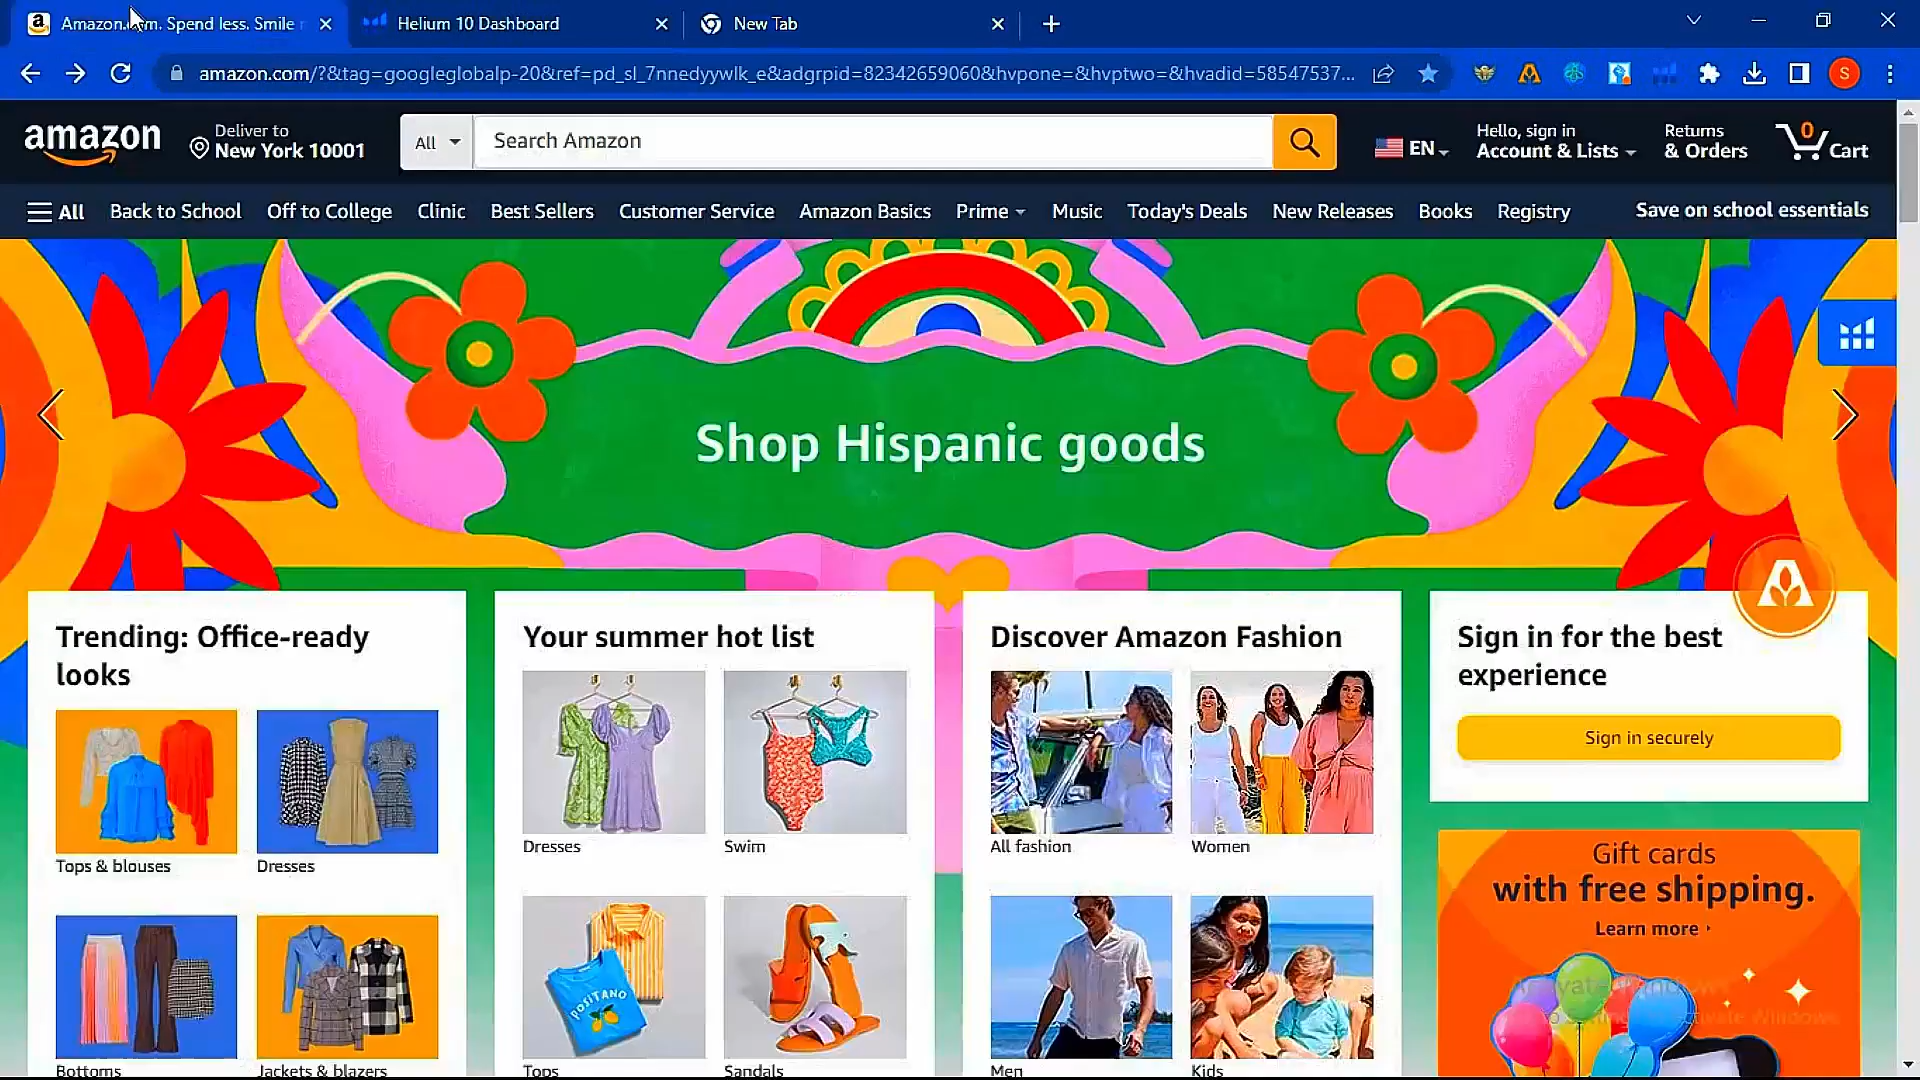 Amazon. m. Spend less. Smile
Helium 10 Dashboard
New Tab
amazon.com/?&tag=googleglobalp-20&ref=pd_sl_7nnedyywlk_e&adgrpid=82342659060&hvpone=&hvptwo=&hvadid=58547537...
S
amazon
Deliver to
New York 10001
All
Search Amazon
EN
Hello, sign in
Account & Lists
Returns
& Orders
0
Cart
All
Back to School
Off to College
Clinic
Best Sellers
Customer Service
Amazon Basics
Prime
Music
Today's Deals
New Releases
Books
Registry
Save on school essentials
Shop Hispanic goods
Trending: Office-ready
looks
Tops & blouses
Dresses
Bottoms
Jackets & blazers
Your summer hot list
Dresses
Swim
POSITANO
Tops
Sandals
Discover Amazon Fashion
All fashion
Women
Men
Kids
Sign in for the best
experience
Sign in securely
Gift cards
with free shipping.
Learn more
Activate Windows
Activate Windows